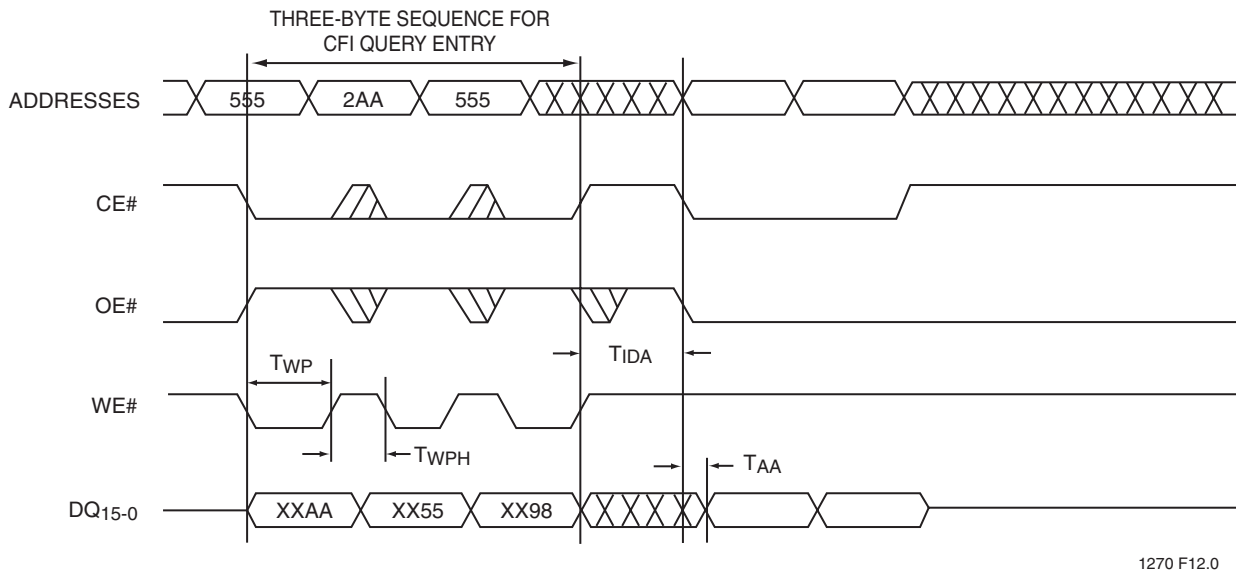 THREE-BYTE SEQUENCE FOR
CFI QUERY ENTRY
ADDRESSES
555
2AA
555
CE#
OE#
TIDA
TWP
WE#
TWPH
TAA
DQ15-0
XXAA
XX55
XX98
1270 F12.0